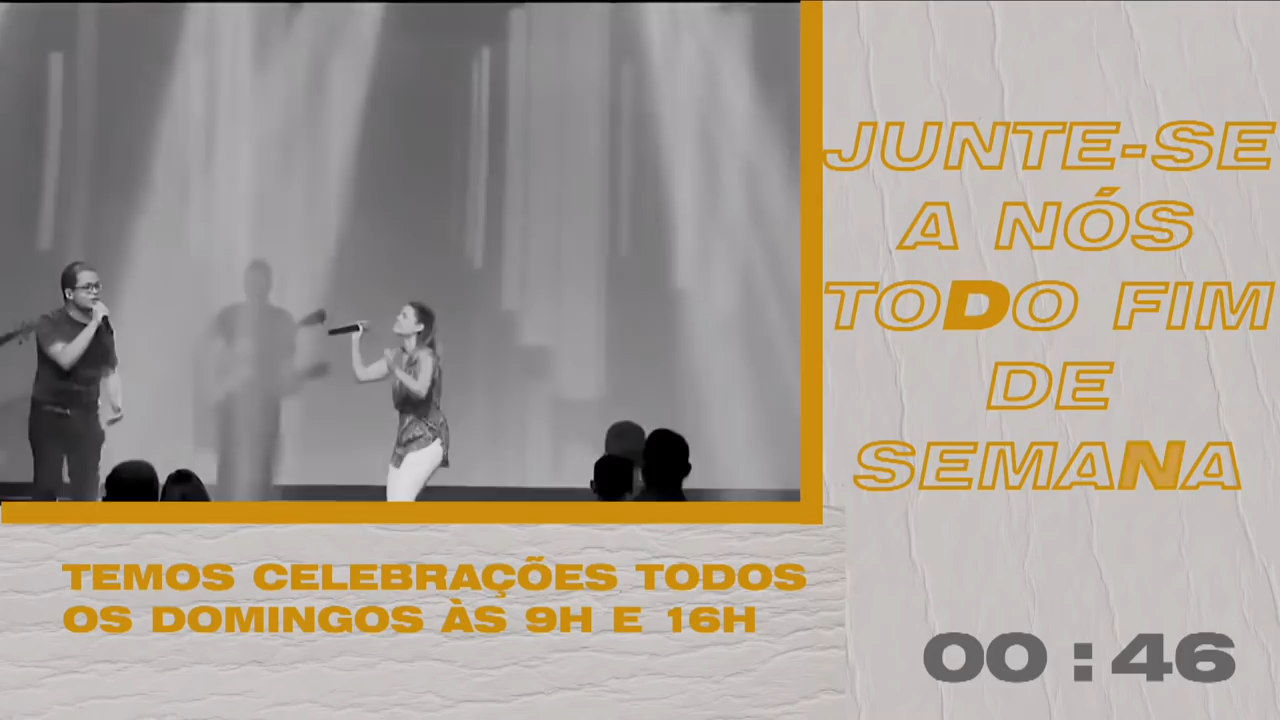 JUNTE-SE
A NÓS
TODO FIM
DE
SEMANA
TEMOS CELEBRAÇÕES TODOS
OS DOMINGOS ÀS 9H E 16H
00:46